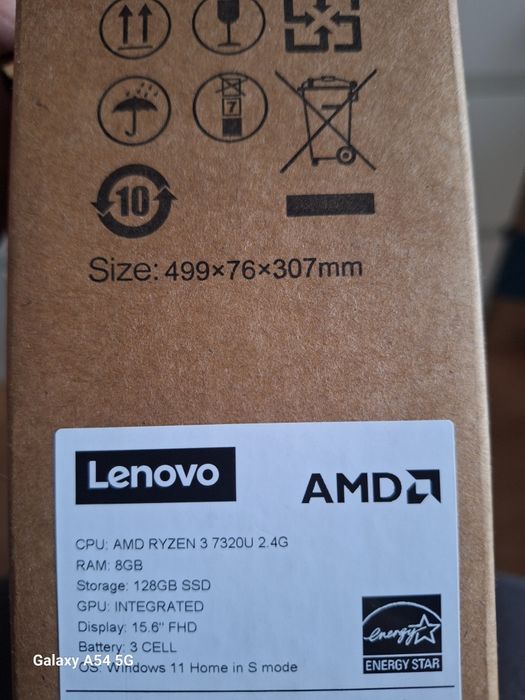 7
10
Size: 499×76×307mm
Lenovo
AMD
CPU: AMD RYZEN 3 7320U 2.4G
RAM: 8GB
Storage: 128GB SSD
GPU: INTEGRATED
Display: 15.6" FHD
Battery: 3 CELL
OS: Windows 11 Home in S mode
energy
ENERGY STAR
Galaxy A54 5G